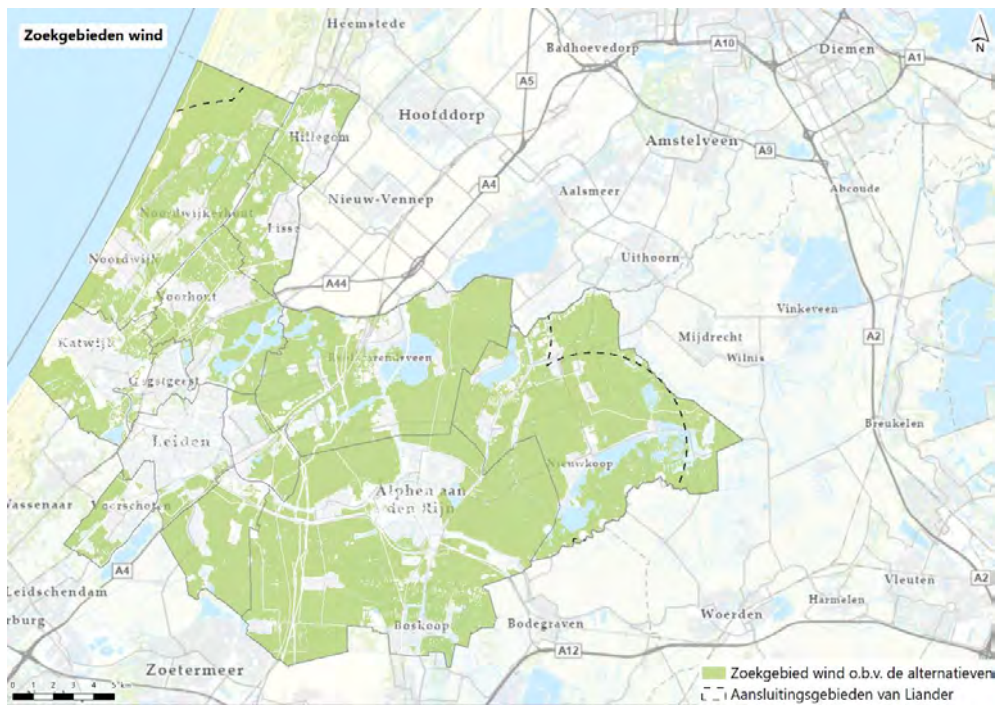 Zoekgebieden wind
Heemstede
N
Badhoevedorp
A10
Diemen
A1
A5
Hoofddorp
Hillegom
Amstelveen
A9
A4
Nieuw-Vennep
Aalsmeer
Abcoude
Noordwijkerhout
Lisse
Noordwijk
Uithoorn
A44
Voorhout
Vinkeveen
Katwijk
Mijdrecht
A2
Wilnis
Roelofarendsveen
Oegstgeest
Leiden
Breukelen
Nieuwkoop
Alphen aan
den Rijn
Wassenaar
Voorschoten
A4
Leidschendam
Vleuten
A2
Harmelen
Woerden
Boskoop
Bodegraven
rburg
A12
Zoetermeer
Zoekgebied wind o.b.v. de alternatieven
0 1 2 3 4 5 km
Aansluitingsgebieden van Liander